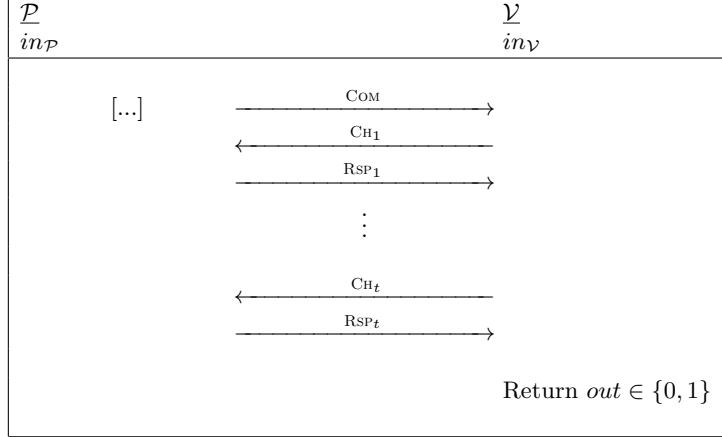 𝒫 𝒱
in𝒫 in𝒱
[...] COM
CH₁
RSP₁
⋮
CHₜ
RSPₜ
Return out ∈ {0, 1}